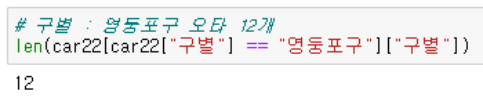 # 구별 : 영등포구 오타 12개
len(car22[car22["구별"] == "영둥포구"]["구별"])
12